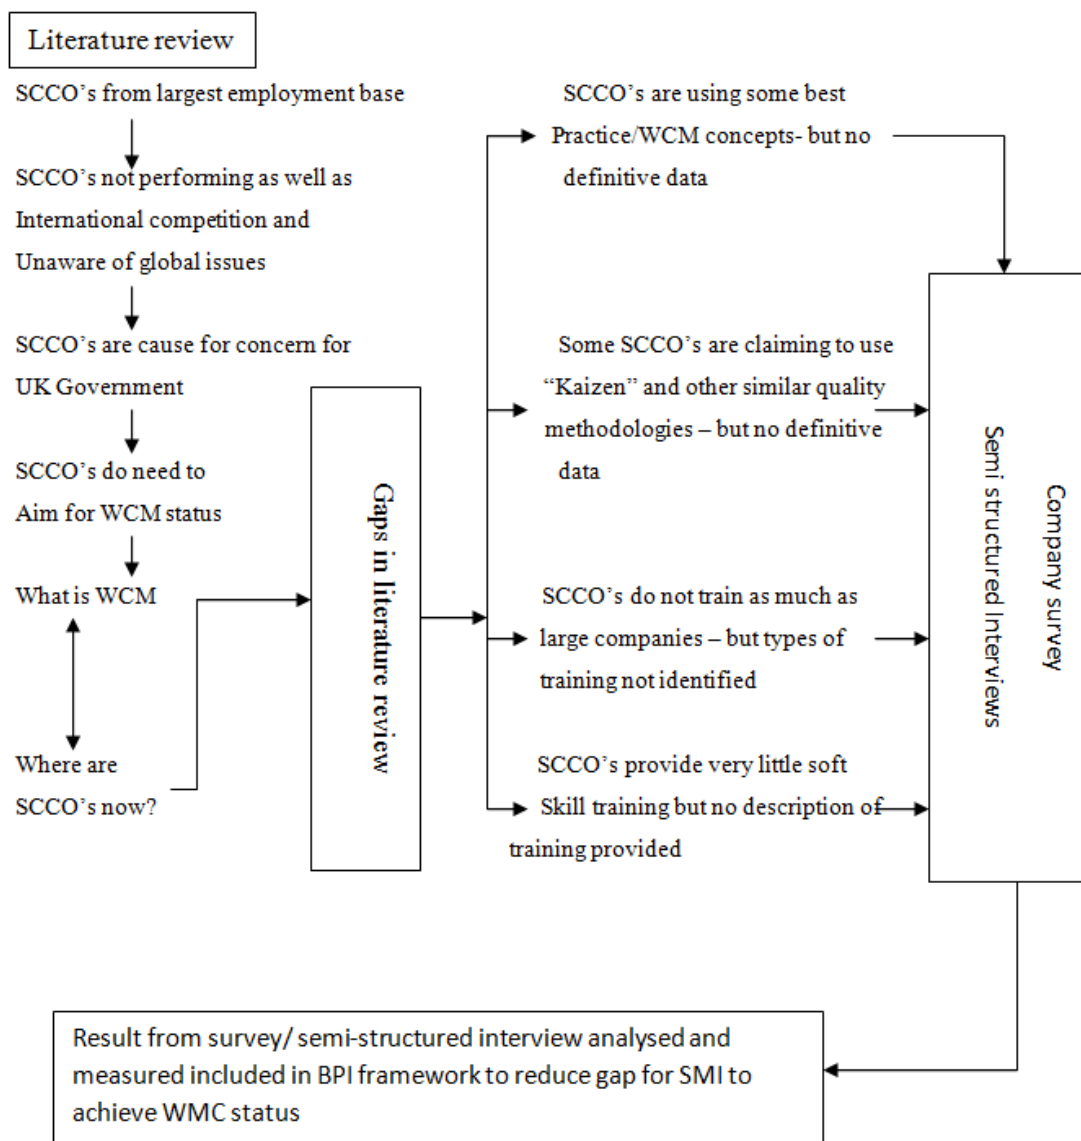 Literature review
SCCO's from largest employment base
SCCO's not performing as well as
International competition and
Unaware of global issues
SCCO's are cause for concern for
UK Government
SCCO's do need to
Aim for WCM status
What is WCM
Where are
SCCO's now?
Gaps in literature review
SCCO's are using some best
Practice/WCM concepts- but no
definitive data
Some SCCO's are claiming to use
“Kaizen” and other similar quality
methodologies – but no definitive
data
SCCO's do not train as much as
large companies – but types of
training not identified
SCCO's provide very little soft
Skill training but no description of
training provided
Company survey
Semi structured Interviews
Result from survey/ semi-structured interview analysed and
measured included in BPI framework to reduce gap for SMI to
achieve WMC status